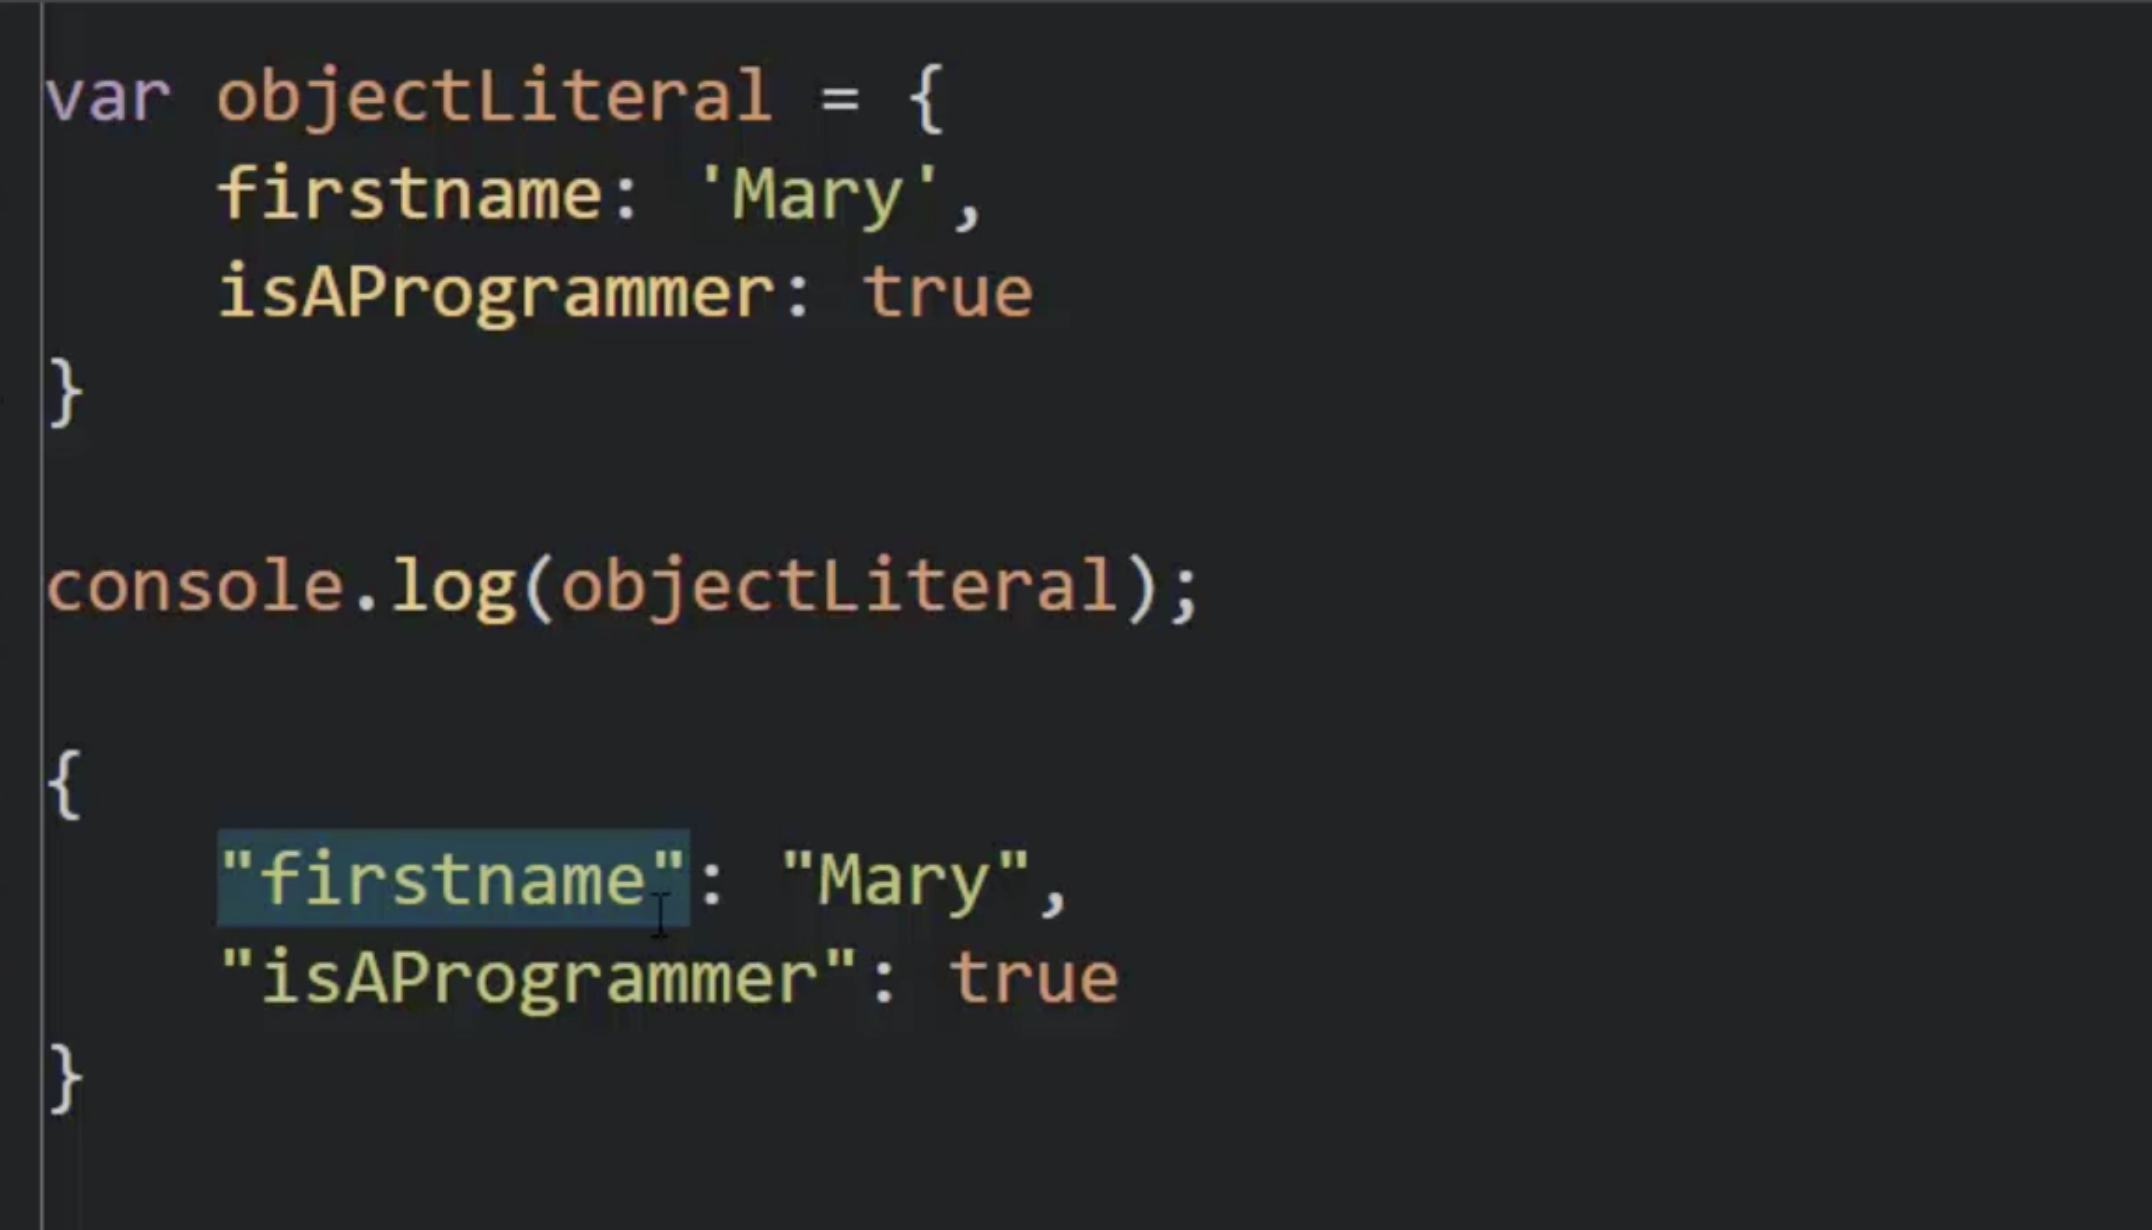 var objectLiteral = {
    firstname: 'Mary',
    isAProgrammer: true
}
console.log(objectLiteral);
{
    "firstname": "Mary",
    "isAProgrammer": true
}